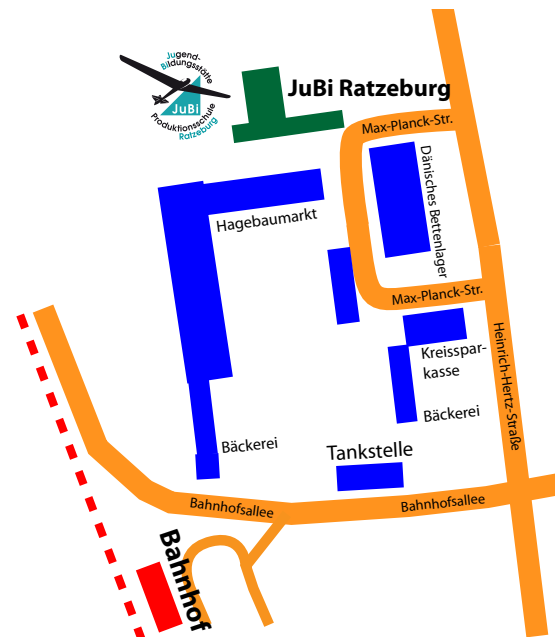 Jugend-
Bildungsstätte
JuBi
Produktionsschule
Ratzeburg
JuBi Ratzeburg
Max-Planck-Str.
Dänisches Bettenlager
Hagebaumarkt
Max-Planck-Str.
Heinrich-Hertz-Straße
Kreisspar-
kasse
Bäckerei
Bäckerei
Tankstelle
Bahnhofsallee
Bahnhofsallee
Bahnhof